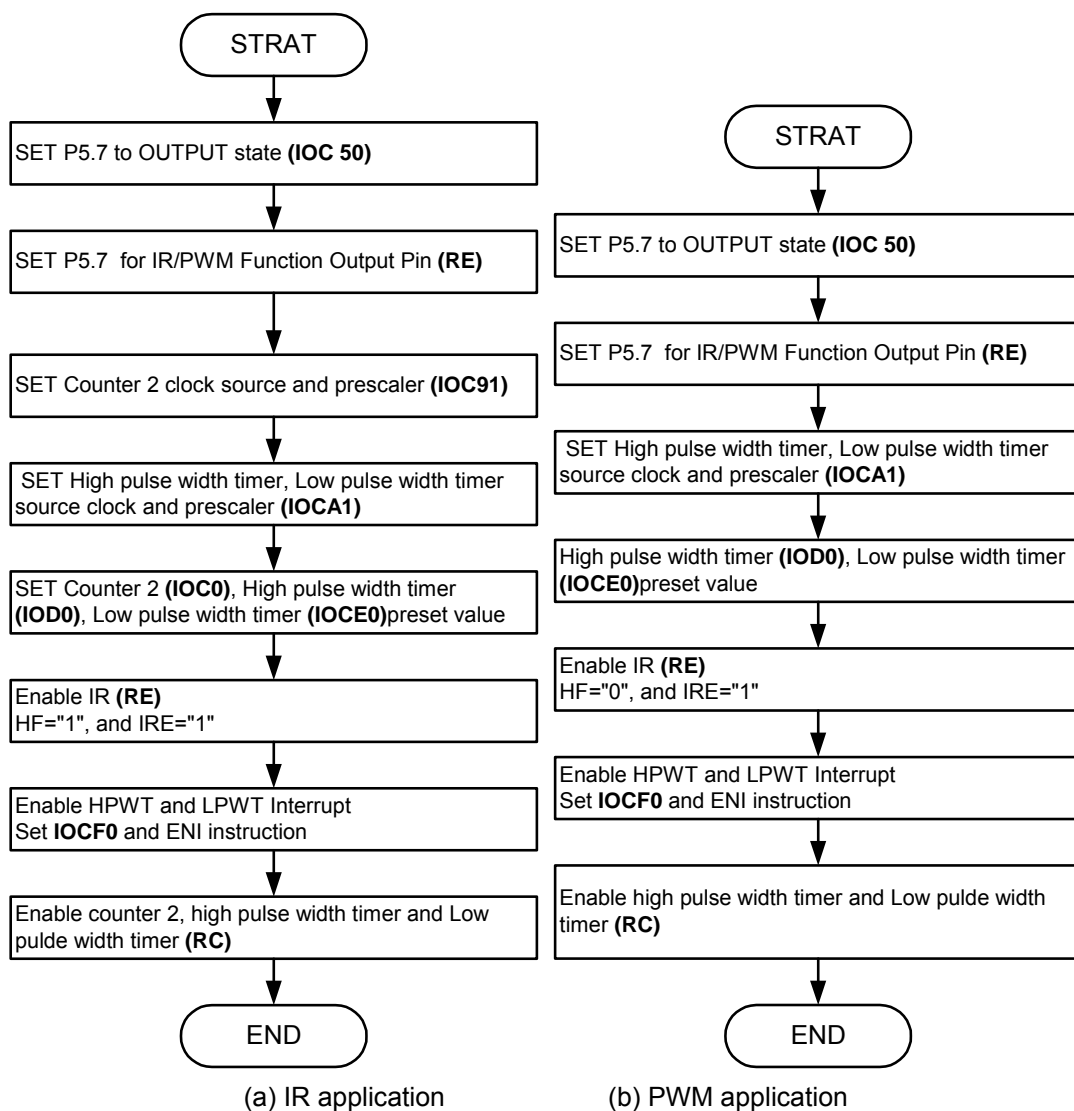 STRAT
SET P5.7 to OUTPUT state (IOC 50)
SET P5.7  for IR/PWM Function Output Pin (RE)
SET Counter 2 clock source and prescaler (IOC91)
SET High pulse width timer, Low pulse width timer
source clock and prescaler (IOCA1)
SET Counter 2 (IOC0), High pulse width timer
(IOD0), Low pulse width timer (IOCE0)preset value
Enable IR (RE)
HF="1", and IRE="1"
Enable HPWT and LPWT Interrupt
Set IOCF0 and ENI instruction
Enable counter 2, high pulse width timer and Low
pulde width timer (RC)
END
(a) IR application
STRAT
SET P5.7 to OUTPUT state (IOC 50)
SET P5.7  for IR/PWM Function Output Pin (RE)
SET High pulse width timer, Low pulse width timer
source clock and prescaler (IOCA1)
High pulse width timer (IOD0), Low pulse width timer
(IOCE0)preset value
Enable IR (RE)
HF="0", and IRE="1"
Enable HPWT and LPWT Interrupt
Set IOCF0 and ENI instruction
Enable high pulse width timer and Low pulde width
timer (RC)
END
(b) PWM application